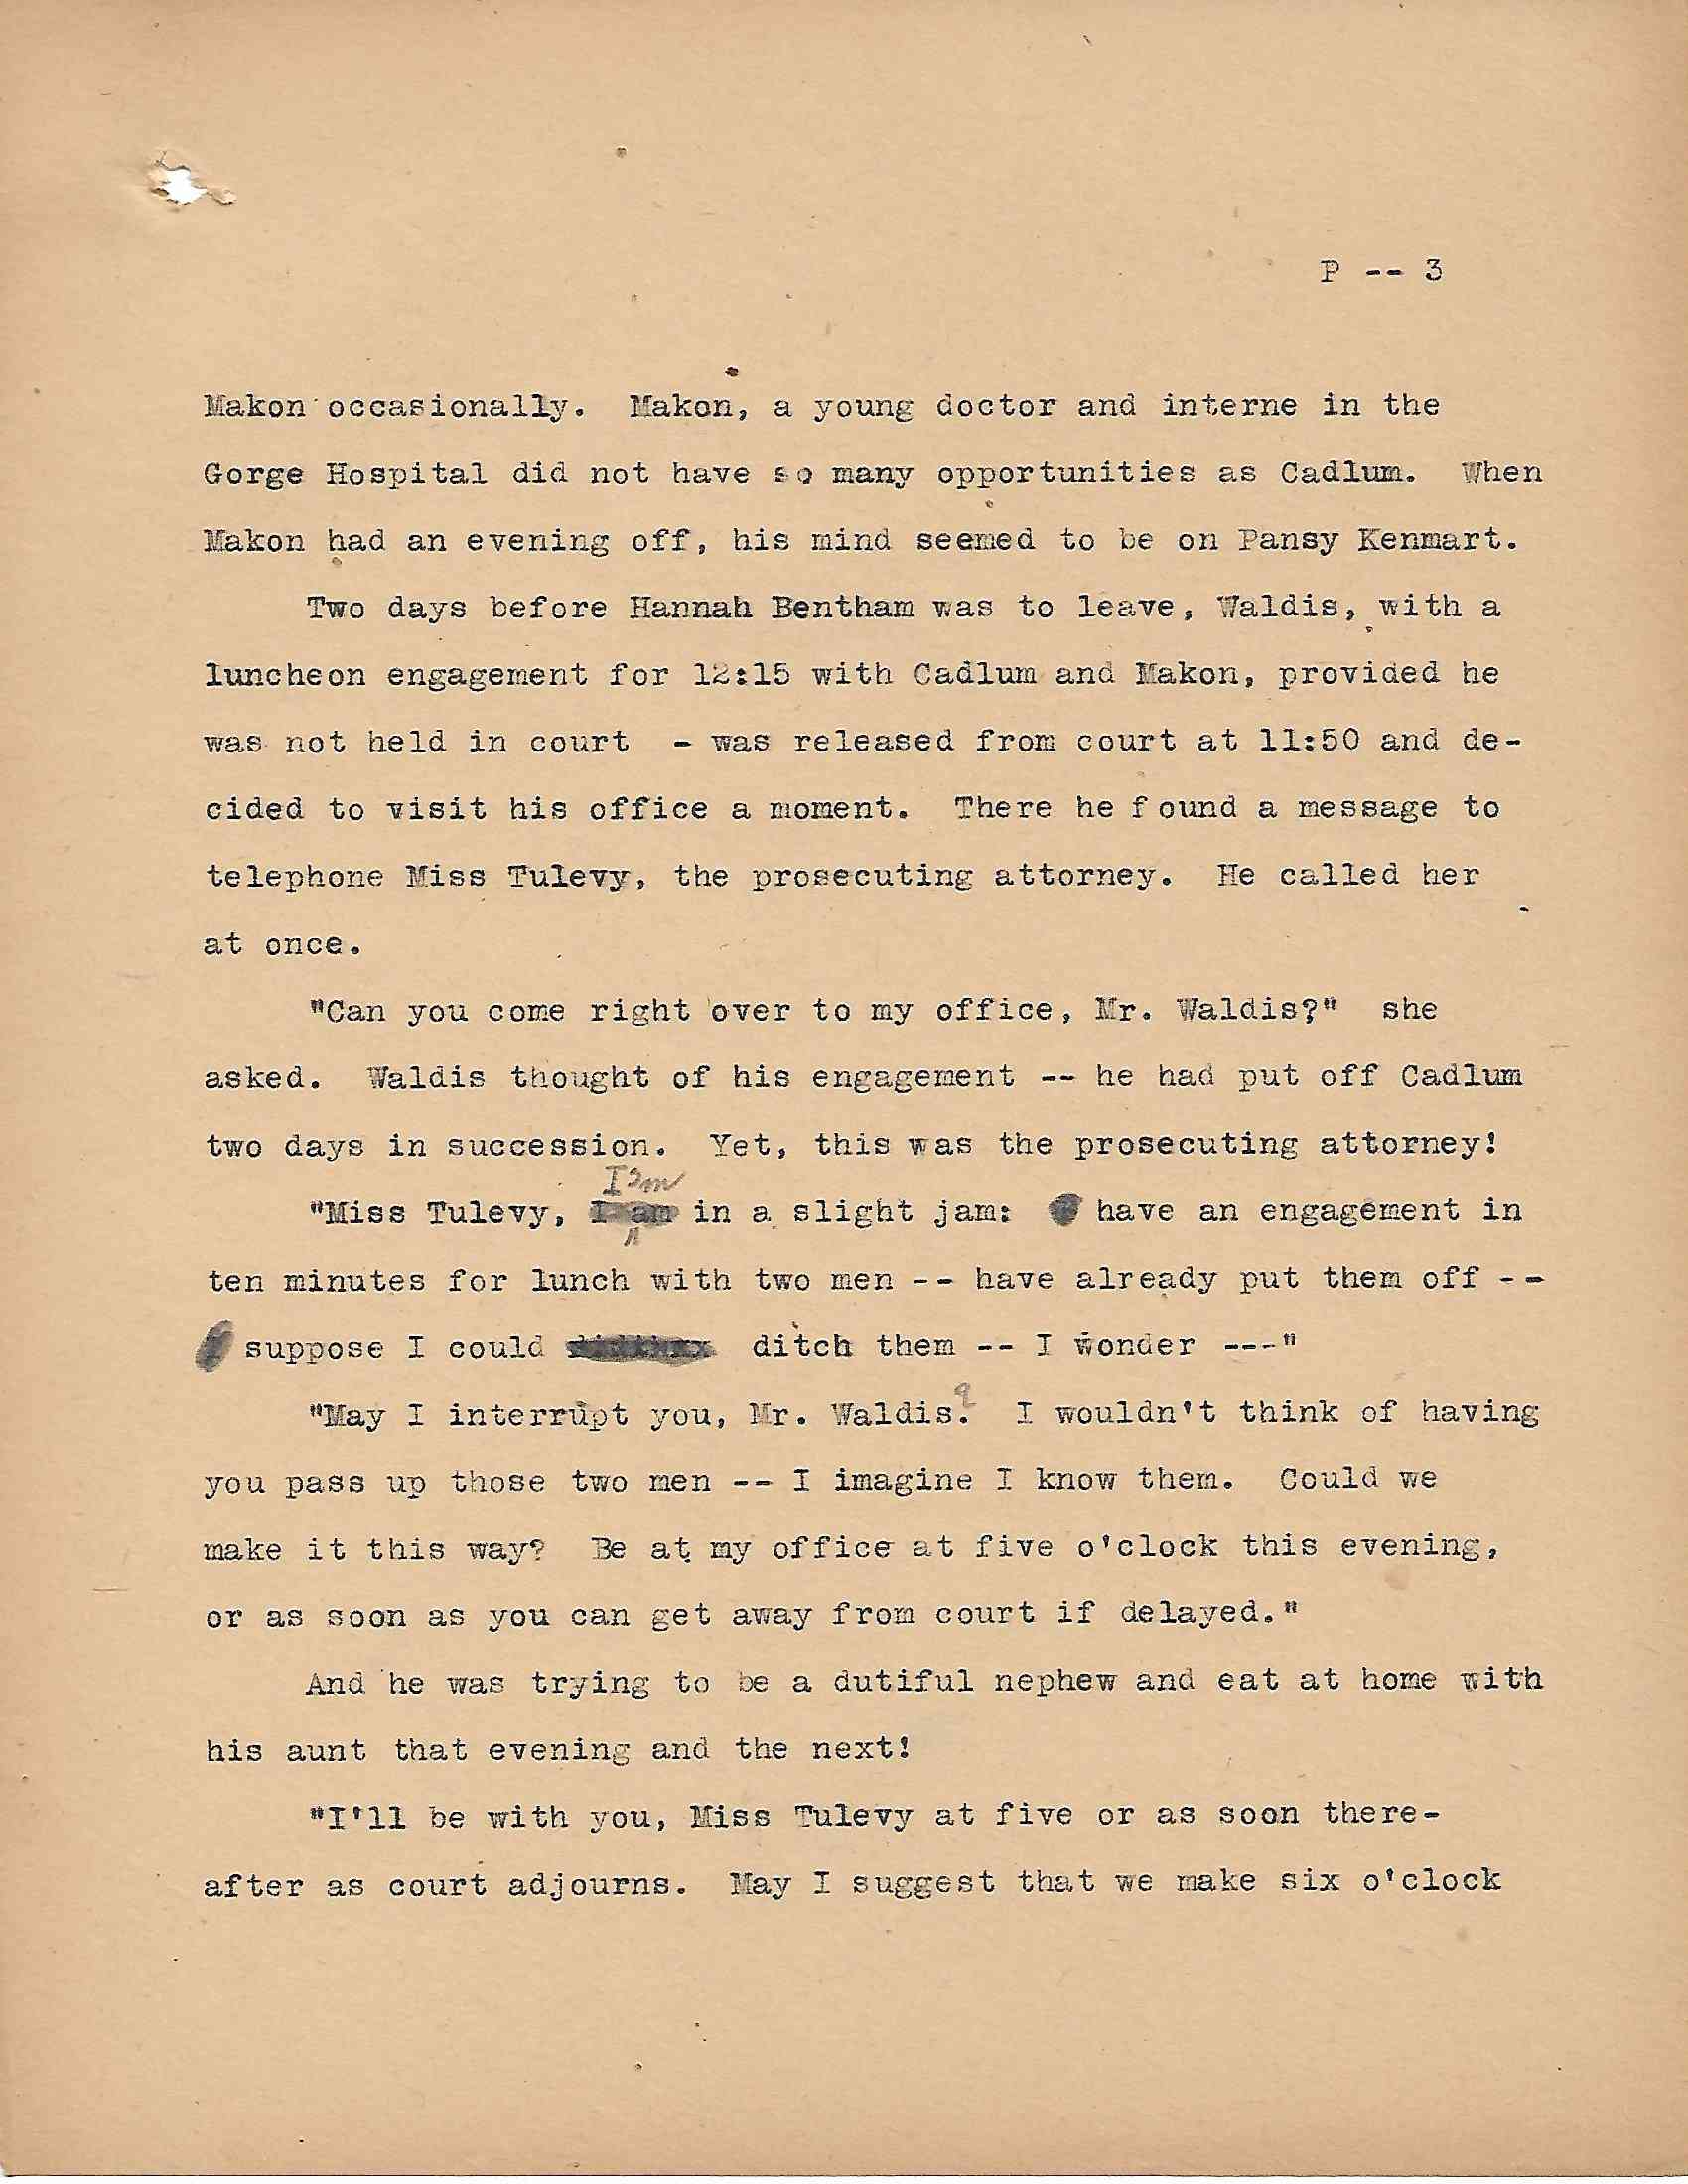 P -- 3
Makon occasionally.  Makon, a young doctor and interne in the
Gorge Hospital did not have so many opportunities as Cadlum.  When
Makon had an evening off, his mind seemed to be on Pansy Kenmart.
Two days before Hannah Bentham was to leave, Waldis, with a
luncheon engagement for 12:15 with Cadlum and Makon, provided he
was not held in court  - was released from court at 11:50 and de-
cided to visit his office a moment.  There he found a message to
telephone Miss Tulevy, the prosecuting attorney.  He called her
at once.
"Can you come right over to my office, Mr. Waldis?"  she
asked.  Waldis thought of his engagement -- he had put off Cadlum
two days in succession.  Yet, this was the prosecuting attorney!
I'm
"Miss Tulevy, I am in a slight jam:  have an engagement in
ten minutes for lunch with two men -- have already put them off --
suppose I could ditch them -- I wonder ---"
"May I interrupt you, Mr. Waldis?  I wouldn't think of having
you pass up those two men -- I imagine I know them.  Could we
make it this way?  Be at my office at five o'clock this evening,
or as soon as you can get away from court if delayed."
And he was trying to be a dutiful nephew and eat at home with
his aunt that evening and the next!
"I'll be with you, Miss Tulevy at five or as soon there-
after as court adjourns.  May I suggest that we make six o'clock